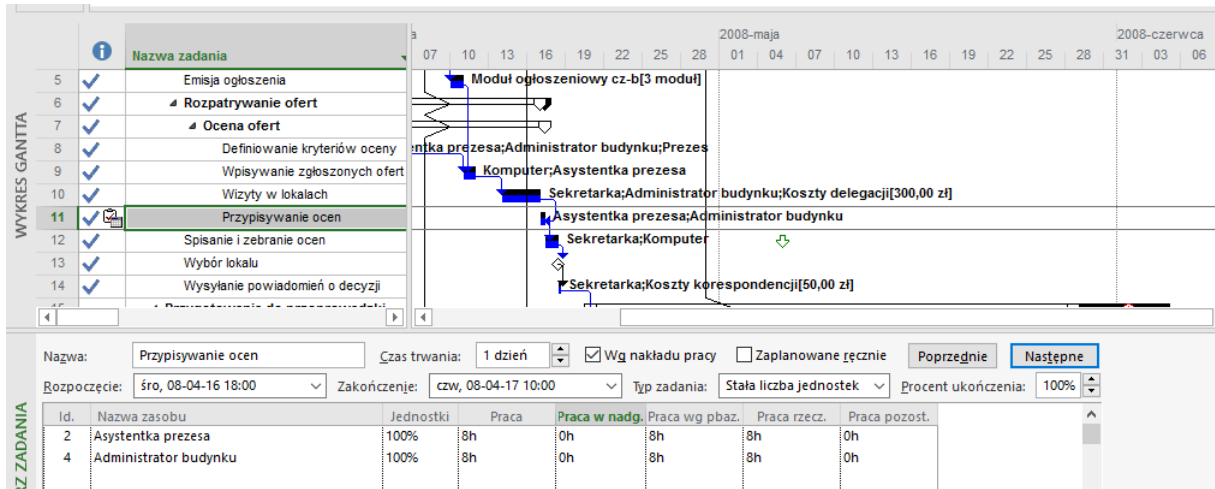 a 2008-maja 2008-czerwca
Nazwa zadania 07 10 13 16 19 22 25 28 01 04 07 10 13 16 19 22 25 28 31 03 06
WYKRES GANTTA
5 Emisja ogłoszenia Moduł ogłoszeniowy cz-b[3 moduł]
6 Rozpatrywanie ofert
7 Ocena ofert
8 Definiowanie kryteriów oceny entka prezesa;Administrator budynku;Prezes
9 Wpisywanie zgłoszonych ofert Komputer;Asystentka prezesa
10 Wizyty w lokalach Sekretarka;Administrator budynku;Koszty delegacji[300,00 zł]
11 Przypisywanie ocen Asystentka prezesa;Administrator budynku
12 Spisanie i zebranie ocen Sekretarka;Komputer
13 Wybór lokalu
14 Wysyłanie powiadomień o decyzji Sekretarka;Koszty korespondencji[50,00 zł]
Nazwa: Przypisywanie ocen Czas trwania: 1 dzień Wg nakładu pracy Zaplanowane ręcznie Poprzednie Następne
Rozpoczęcie: śro, 08-04-16 18:00 Zakończenie: czw, 08-04-17 10:00 Typ zadania: Stała liczba jednostek Procent ukończenia: 100%
RZ ZADANIA
Id. Nazwa zasobu Jednostki Praca Praca w nadg. Praca wg pbaz. Praca rzecz. Praca pozost.
2 Asystentka prezesa 100% 8h 0h 8h 8h 0h
4 Administrator budynku 100% 8h 0h 8h 8h 0h